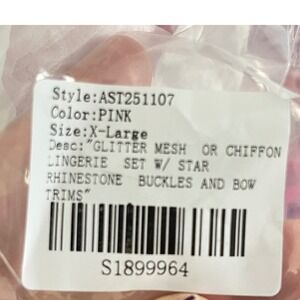 Style:AST251107
Color:PINK
Size:X-Large
Desc:"GLITTER MESH OR CHIFFON
LINGERIE SET W/ STAR
RHINESTONE BUCKLES AND BOW
TRIMS"
S1899964